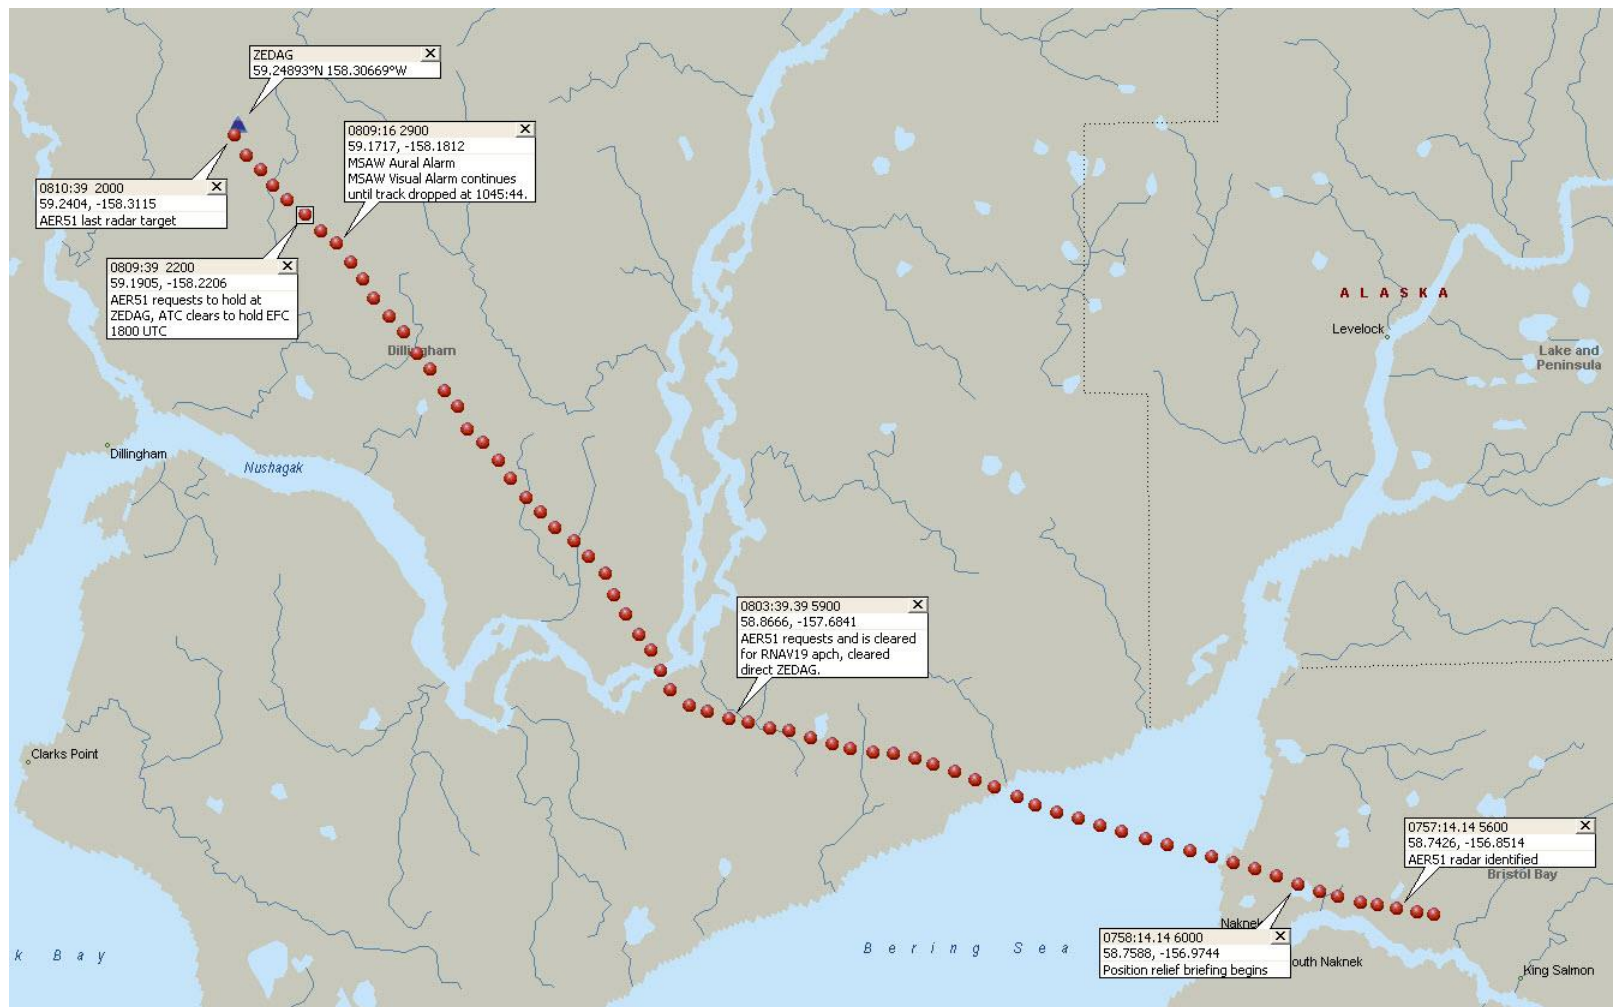 ZEDAG
59.24893°N 158.30669°W
0809:16 2900
59.1717, -158.1812
MSAW Aural Alarm
MSAW Visual Alarm continues
until track dropped at 1045:44.
0810:39 2000
59.2404, -158.3115
AER51 last radar target
0809:39 2200
59.1905, -158.2206
AER51 requests to hold at
ZEDAG, ATC clears to hold EFC
1800 UTC
ALASKA
Levelock
Lake and
Peninsula
Dillingham
Dillingham
Nushagak
0803:39.39 5900
58.8666, -157.6841
AER51 requests and is cleared
for RNAV19 apch, cleared
direct ZEDAG.
Clarks Point
0757:14.14 5600
58.7426, -156.8514
AER51 radar identified
Bristol Bay
Naknek
0758:14.14 6000
58.7588, -156.9744
Position relief briefing begins
k Bay
Bering Sea
outh Naknek
King Salmon